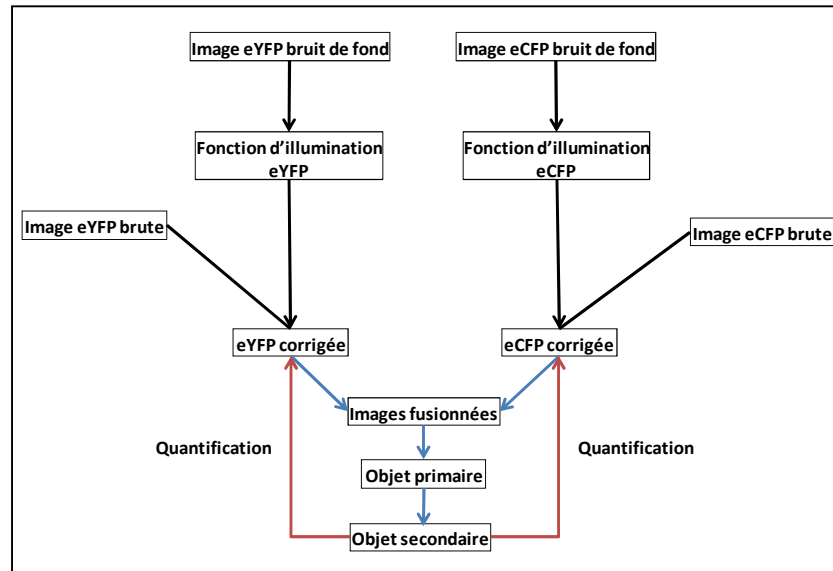 Image eYFP bruit de fond
Image eCFP bruit de fond
Fonction d'illumination
eYFP
Fonction d'illumination
eCFP
Image eYFP brute
Image eCFP brute
eYFP corrigée
eCFP corrigée
Images fusionnées
Quantification
Quantification
Objet primaire
Objet secondaire